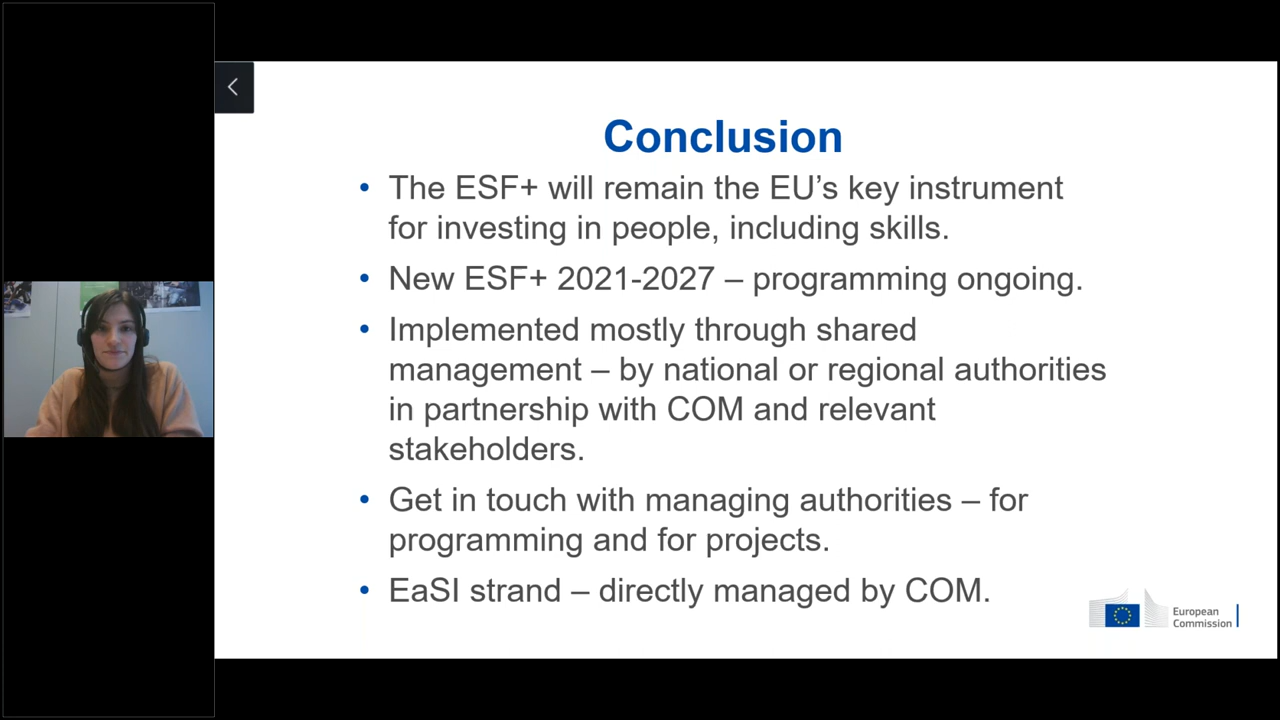 Conclusion
• The ESF+ will remain the EU’s key instrument
for investing in people, including skills.
• New ESF+ 2021-2027 – programming ongoing.
• Implemented mostly through shared
management – by national or regional authorities
in partnership with COM and relevant
stakeholders.
• Get in touch with managing authorities – for
programming and for projects.
• EaSI strand – directly managed by COM.
European
Commission